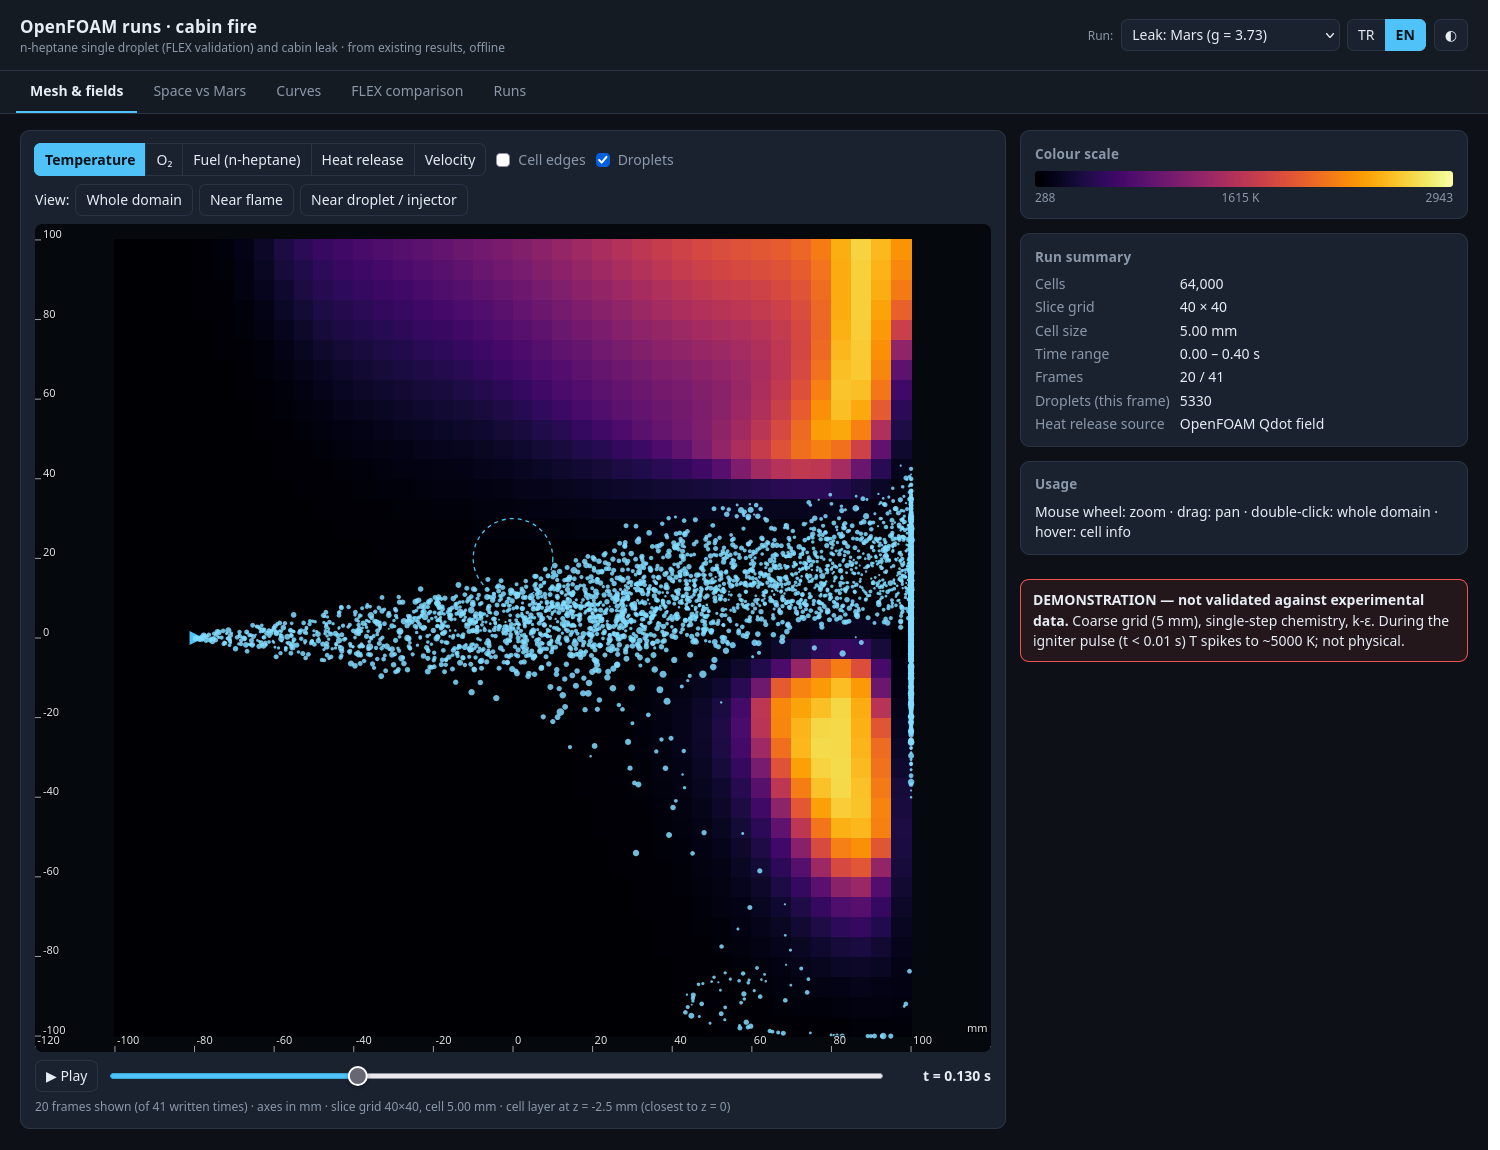 OpenFOAM runs · cabin fire
n-heptane single droplet (FLEX validation) and cabin leak · from existing results, offline
Run: Leak: Mars (g = 3.73) TR EN
Mesh & fields Space vs Mars Curves FLEX comparison Runs
Temperature O₂ Fuel (n-heptane) Heat release Velocity Cell edges Droplets
View: Whole domain Near flame Near droplet / injector
100
80
60
40
20
0
-20
-40
-60
-80
-100
-120 -100 -80 -60 -40 -20 0 20 40 60 80 100
mm
▶ Play t = 0.130 s
20 frames shown (of 41 written times) · axes in mm · slice grid 40×40, cell 5.00 mm · cell layer at z = -2.5 mm (closest to z = 0)
Colour scale
288 1615 K 2943
Run summary
Cells 64,000
Slice grid 40 × 40
Cell size 5.00 mm
Time range 0.00 – 0.40 s
Frames 20 / 41
Droplets (this frame) 5330
Heat release source OpenFOAM Qdot field
Usage
Mouse wheel: zoom · drag: pan · double-click: whole domain ·
hover: cell info
DEMONSTRATION — not validated against experimental
data. Coarse grid (5 mm), single-step chemistry, k-ε. During the
igniter pulse (t < 0.01 s) T spikes to ~5000 K; not physical.